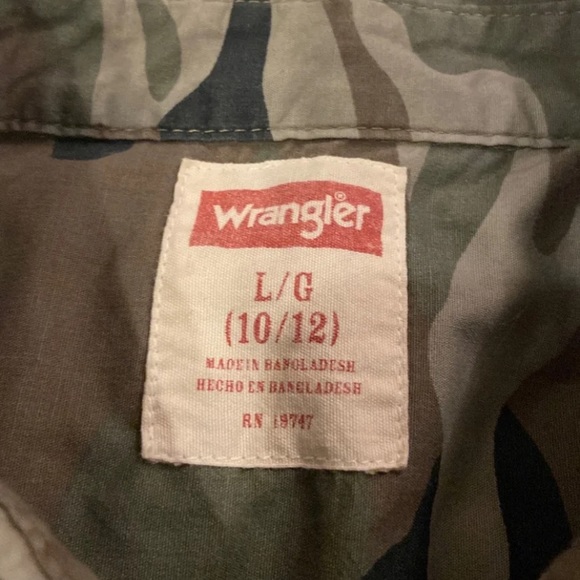 Wrangler®
L/G
(10/12)
MADE IN BANGLADESH
HECHO EN BANGLADESH
RN 19747